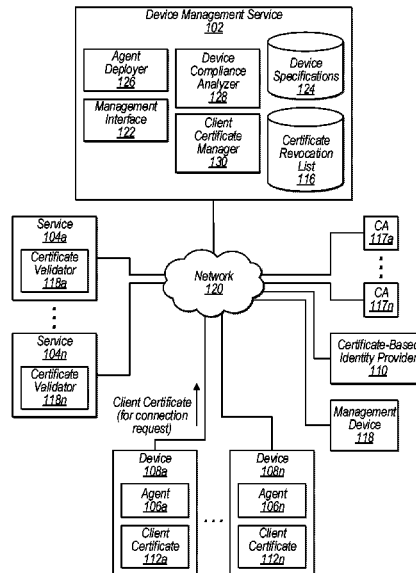 Device Management Service
102
Agent
Deployer
126
Device
Compliance
Analyzer
128
Device
Specifications
124
Management
Interface
122
Client
Certificate
Manager
130
Certificate
Revocation
List
116
Service
104a
Certificate
Validator
118a
Service
104n
Certificate
Validator
118n
Network
120
CA
117a
CA
117n
Certificate-Based
Identity Provider
110
Management
Device
118
Client Certificate
(for connection
request)
Device
108a
Agent
106a
Client
Certificate
112a
...
Device
108n
Agent
106n
Client
Certificate
112n